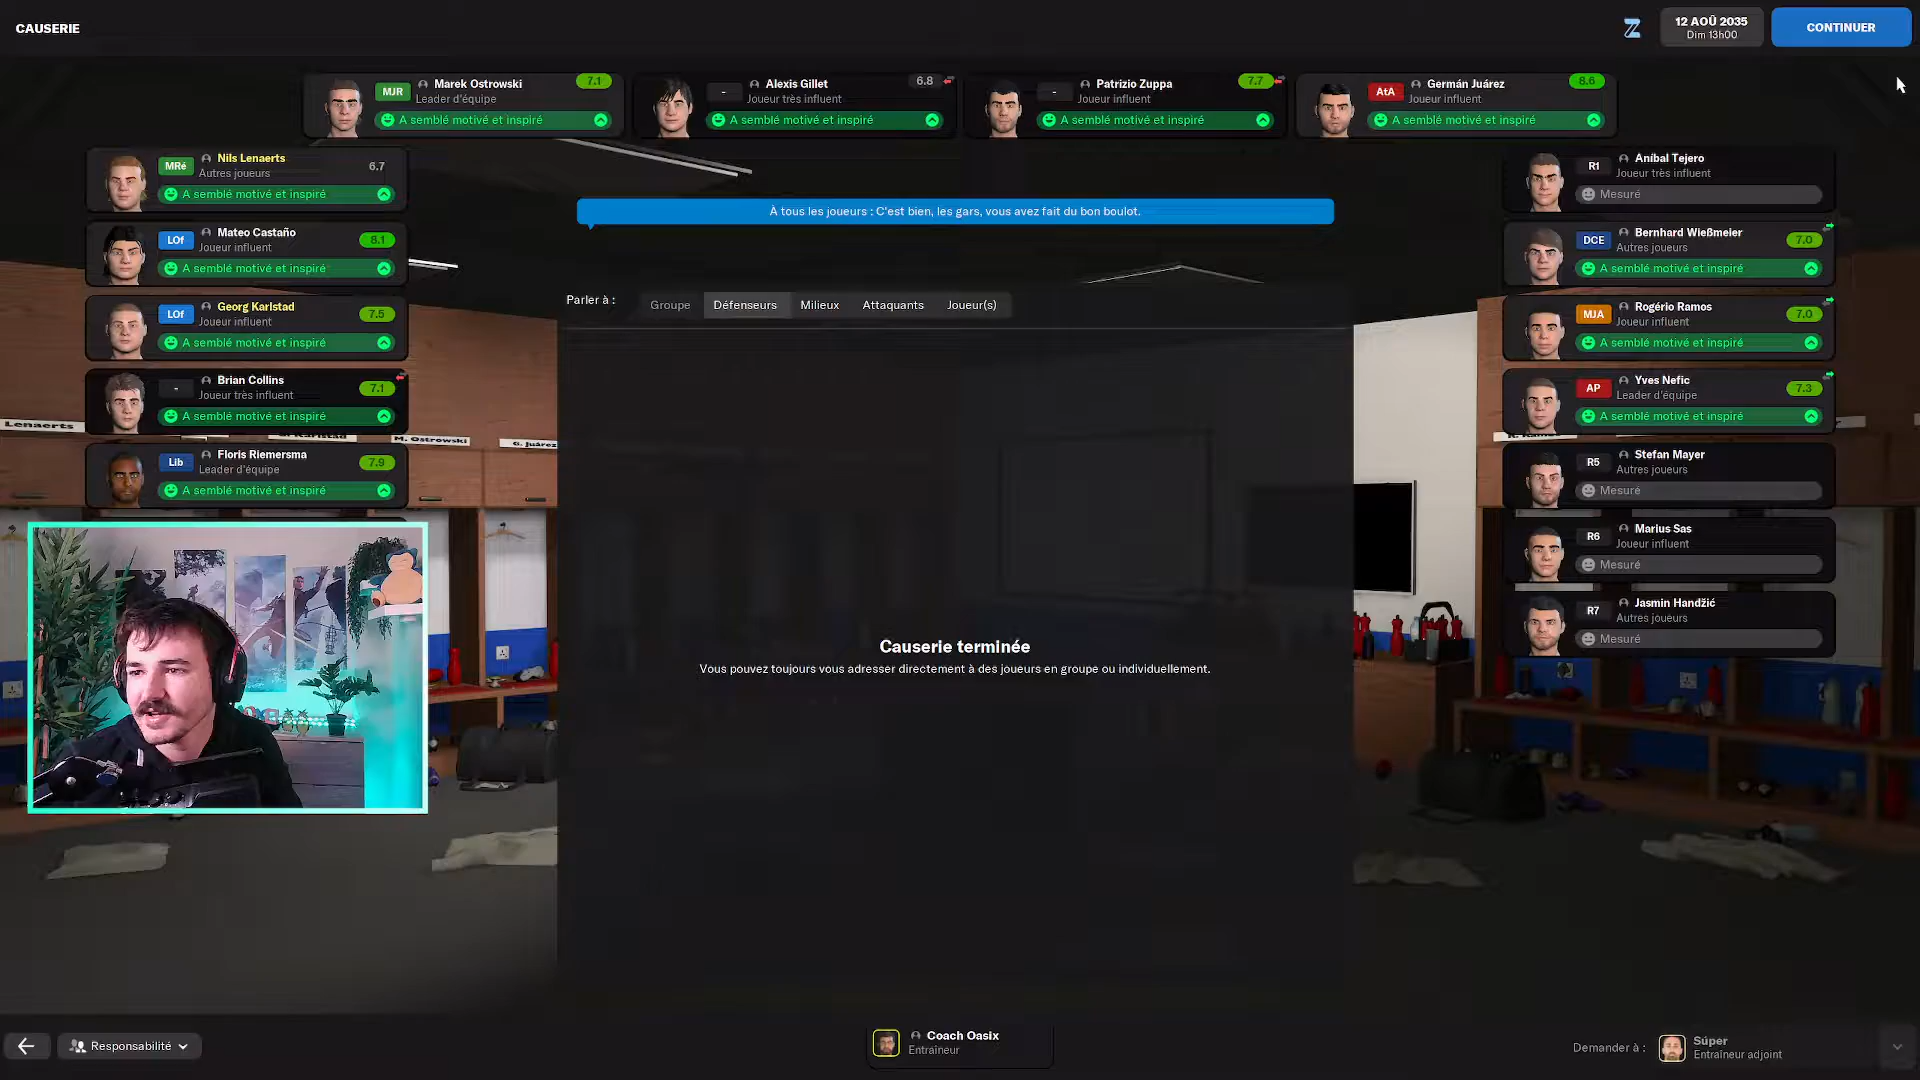 CAUSERIE
12 AOÛ 2035
Dim 13h00
CONTINUER
MJR
Marek Ostrowski
7.1
Leader d'équipe
A semblé motivé et inspiré
-
Alexis Gillet
6.8
Joueur très influent
A semblé motivé et inspiré
-
Patrizio Zuppa
7.7
Joueur influent
A semblé motivé et inspiré
AtA
Germán Juárez
8.6
Joueur influent
A semblé motivé et inspiré
MRé
Nils Lenaerts
6.7
Autres joueurs
A semblé motivé et inspiré
LOf
Mateo Castaño
8.1
Joueur influent
A semblé motivé et inspiré
LOf
Georg Karlstad
7.5
Joueur influent
A semblé motivé et inspiré
-
Brian Collins
7.1
Joueur très influent
A semblé motivé et inspiré
Lenaerts
G. Karlstad
M. Ostrowski
G. Juárez
Lib
Floris Riemersma
7.9
Leader d'équipe
A semblé motivé et inspiré
À tous les joueurs : C'est bien, les gars, vous avez fait du bon boulot.
Parler à :
Groupe
Défenseurs
Milieux
Attaquants
Joueur(s)
Causerie terminée
Vous pouvez toujours vous adresser directement à des joueurs en groupe ou individuellement.
R1
Aníbal Tejero
Joueur très influent
Mesuré
DCE
Bernhard Wießmeier
7.0
Autres joueurs
A semblé motivé et inspiré
MJA
Rogério Ramos
7.0
Joueur influent
A semblé motivé et inspiré
AP
Yves Nefic
7.3
Leader d'équipe
A semblé motivé et inspiré
R5
Stefan Mayer
Autres joueurs
Mesuré
R6
Marius Sas
Joueur influent
Mesuré
R7
Jasmin Handžić
Autres joueurs
Mesuré
Responsabilité
Coach Oasix
Entraîneur
Demander à :
Súper
Entraîneur adjoint